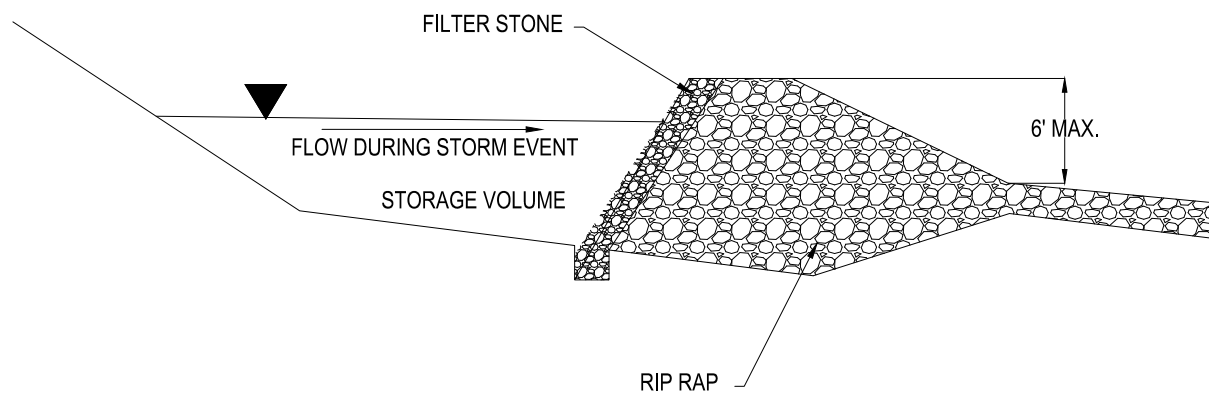 FILTER STONE
6' MAX.
FLOW DURING STORM EVENT
STORAGE VOLUME
RIP RAP